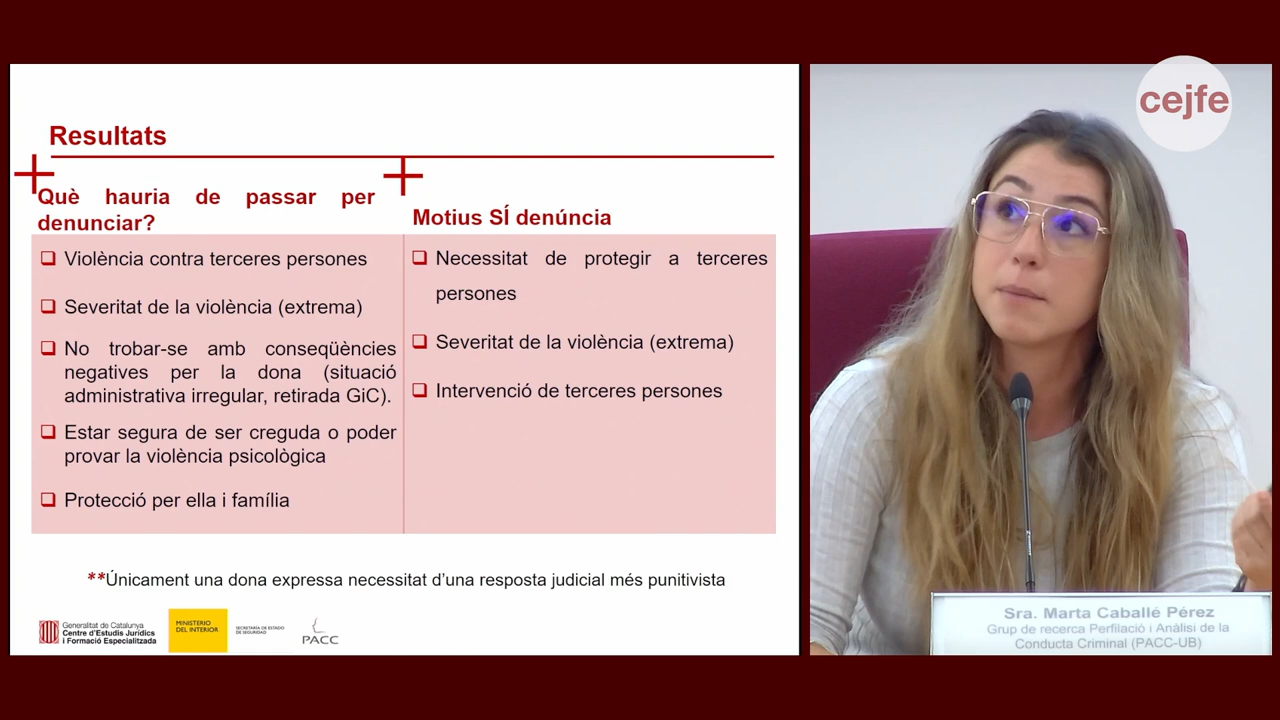 cejfe
Resultats
Què hauria de passar per
denunciar?
Violència contra terceres persones
Severitat de la violència (extrema)
No trobar-se amb conseqüències
negatives per la dona (situació
administrativa irregular, retirada GiC).
Estar segura de ser creguda o poder
provar la violència psicològica
Protecció per ella i família
Motius SÍ denúncia
Necessitat de protegir a terceres
persones
Severitat de la violència (extrema)
Intervenció de terceres persones
**Únicament una dona expressa necessitat d'una resposta judicial més punitivista
Generalitat de Catalunya
Centre d'Estudis Jurídics
i Formació Especialitzada
MINISTERIO
DEL INTERIOR
SECRETARÍA DE ESTADO
DE SEGURIDAD
PACC
Sra. Marta Caballé Pérez
Grup de recerca Perfilació i Anàlisi de la
Conducta Criminal (PACC-UB)